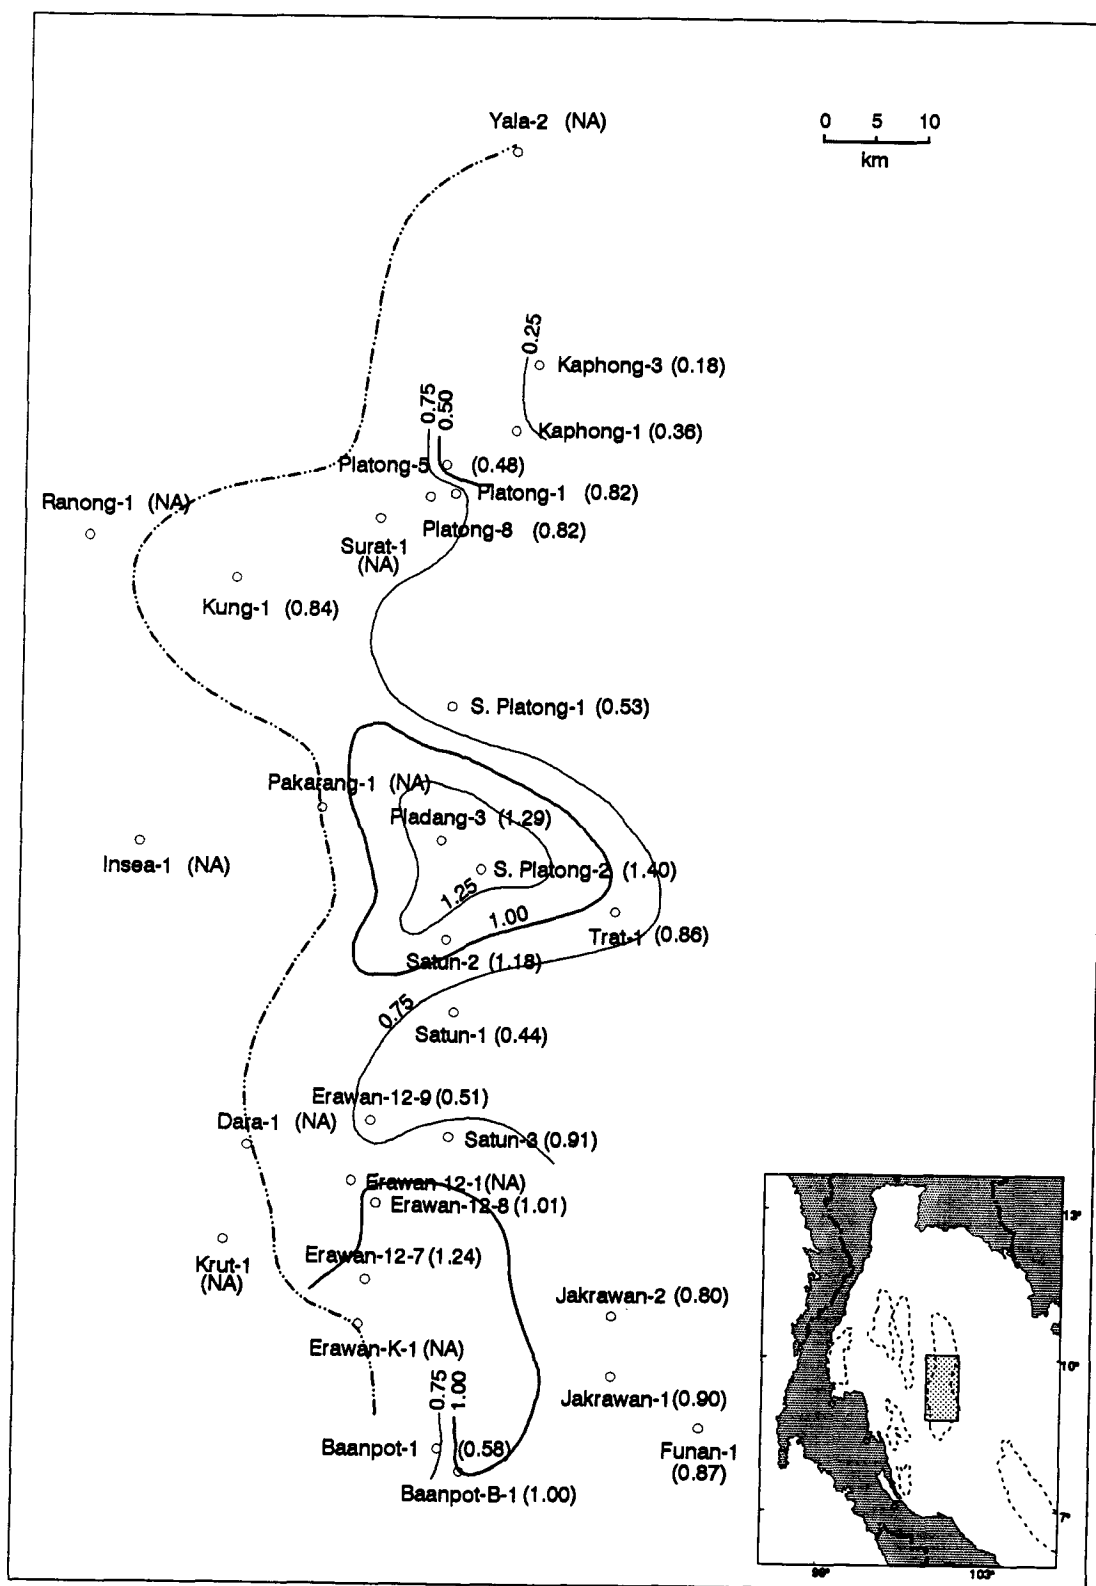 Yala-2 (NA)
0 5 10
km
0.25
Kaphong-3 (0.18)
0.75
0.50
Kaphong-1 (0.36)
Platong-5 (0.48)
Platong-1 (0.82)
Ranong-1 (NA)
Platong-8 (0.82)
Surat-1
(NA)
Kung-1 (0.84)
S. Platong-1 (0.53)
Pakarang-1 (NA)
Pladang-3 (1.29)
Insea-1 (NA)
S. Platong-2 (1.40)
1.25
1.00
Trat-1 (0.86)
Satun-2 (1.18)
0.75
Satun-1 (0.44)
Erawan-12-9 (0.51)
Dara-1 (NA)
Satun-3 (0.91)
Erawan-12-1 (NA)
Erawan-12-8 (1.01)
Krut-1
(NA)
Erawan-12-7 (1.24)
Jakrawan-2 (0.80)
Erawan-K-1 (NA)
0.75
1.00
Jakrawan-1 (0.90)
Baanpot-1 (0.58)
Funan-1
(0.87)
Baanpot-B-1 (1.00)
13°
10°
7°
99° 103°